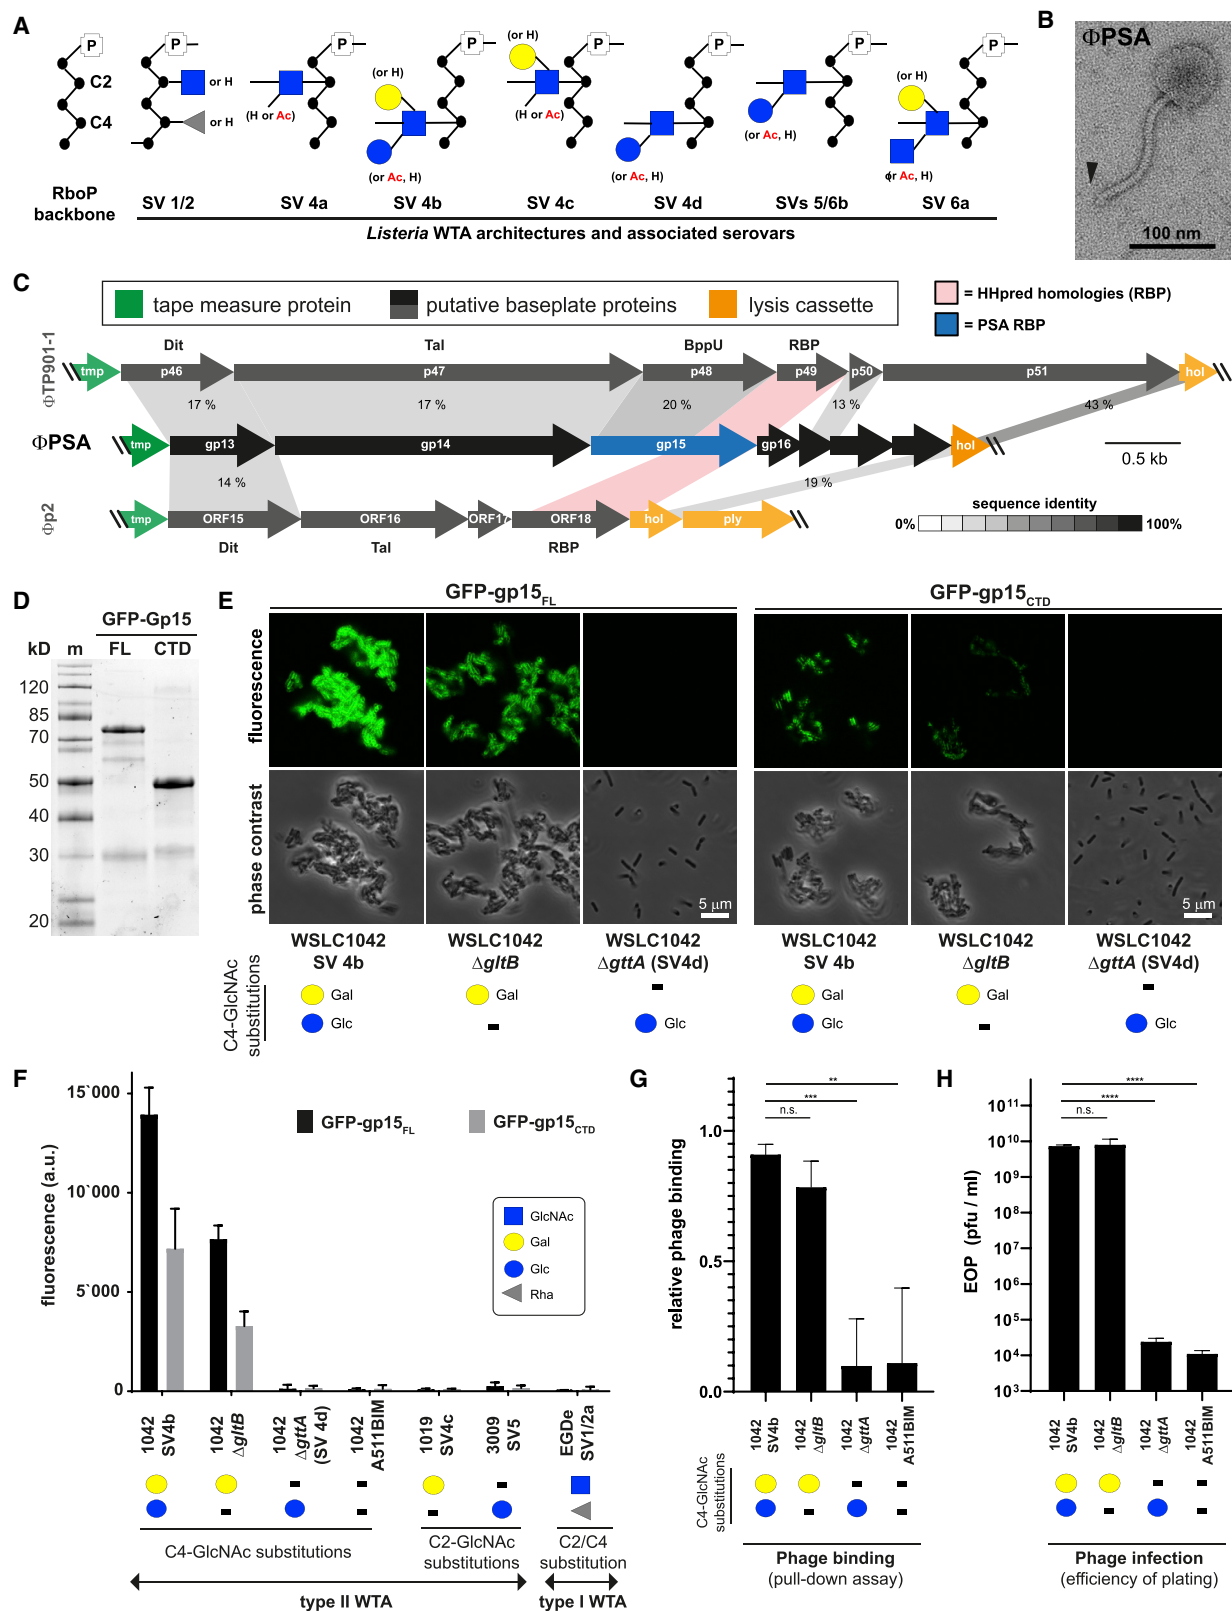 A
P
C2
C4
RboP
backbone
P
or H
or H
SV 1/2
P
(H or Ac)
SV 4a
(or H)
P
(or Ac, H)
SV 4b
(or H)
P
(H or Ac)
SV 4c
P
(or Ac, H)
SV 4d
P
(or Ac, H)
SVs 5/6b
(or H)
P
SV 6a
Listeria WTA architectures and associated serovars
B
ΦPSA
100 nm
C
tape measure protein
putative baseplate proteins
lysis cassette
= HHpred homologies (RBP)
= PSA RBP
ΦTP901-1
Dit
Tal
BppU
RBP
tmp
p46
p47
p48
p49
p50
p51
hol
17 %
17 %
20 %
13 %
43 %
ΦPSA
tmp
gp13
gp14
gp15
gp16
hol
0.5 kb
14 %
19 %
Φp2
tmp
ORF15
ORF16
ORF17
ORF18
hol
ply
Dit
Tal
RBP
sequence identity
0%
100%
D
GFP-Gp15
kD
m
FL
CTD
120
85
70
50
40
30
20
E
GFP-gp15FL
GFP-gp15CTD
fluorescence
phase contrast
5 μm
5 μm
WSLC1042
SV 4b
WSLC1042
ΔgltB
WSLC1042
ΔgttA (SV4d)
WSLC1042
SV 4b
WSLC1042
ΔgltB
WSLC1042
ΔgttA (SV4d)
C4-GlcNAc
substitutions
Gal
Gal
-
Gal
Gal
-
Glc
-
Glc
Glc
-
Glc
F
fluorescence (a.u.)
15`000
10`000
5`000
0
GFP-gp15FL
GFP-gp15CTD
GlcNAc
Gal
Glc
Rha
1042
SV4b
1042
ΔgltB
1042
ΔgttA
(SV 4d)
1042
A511BIM
1019
SV4c
3009
SV5
EGDe
SV1/2a
C4-GlcNAc substitutions
C2-GlcNAc
substitutions
C2/C4
substitution
type II WTA
type I WTA
G
relative phage binding
1.0
0.5
0.0
**
***
n.s.
1042
SV4b
1042
ΔgltB
1042
ΔgttA
1042
A511BIM
C4-GlcNAc
substitutions
Phage binding
(pull-down assay)
H
EOP (pfu / ml)
10¹¹
10¹⁰
10⁹
10⁸
10⁷
10⁶
10⁵
10⁴
10³
****
****
n.s.
1042
SV4b
1042
ΔgltB
1042
ΔgttA
1042
A511BIM
Phage infection
(efficiency of plating)